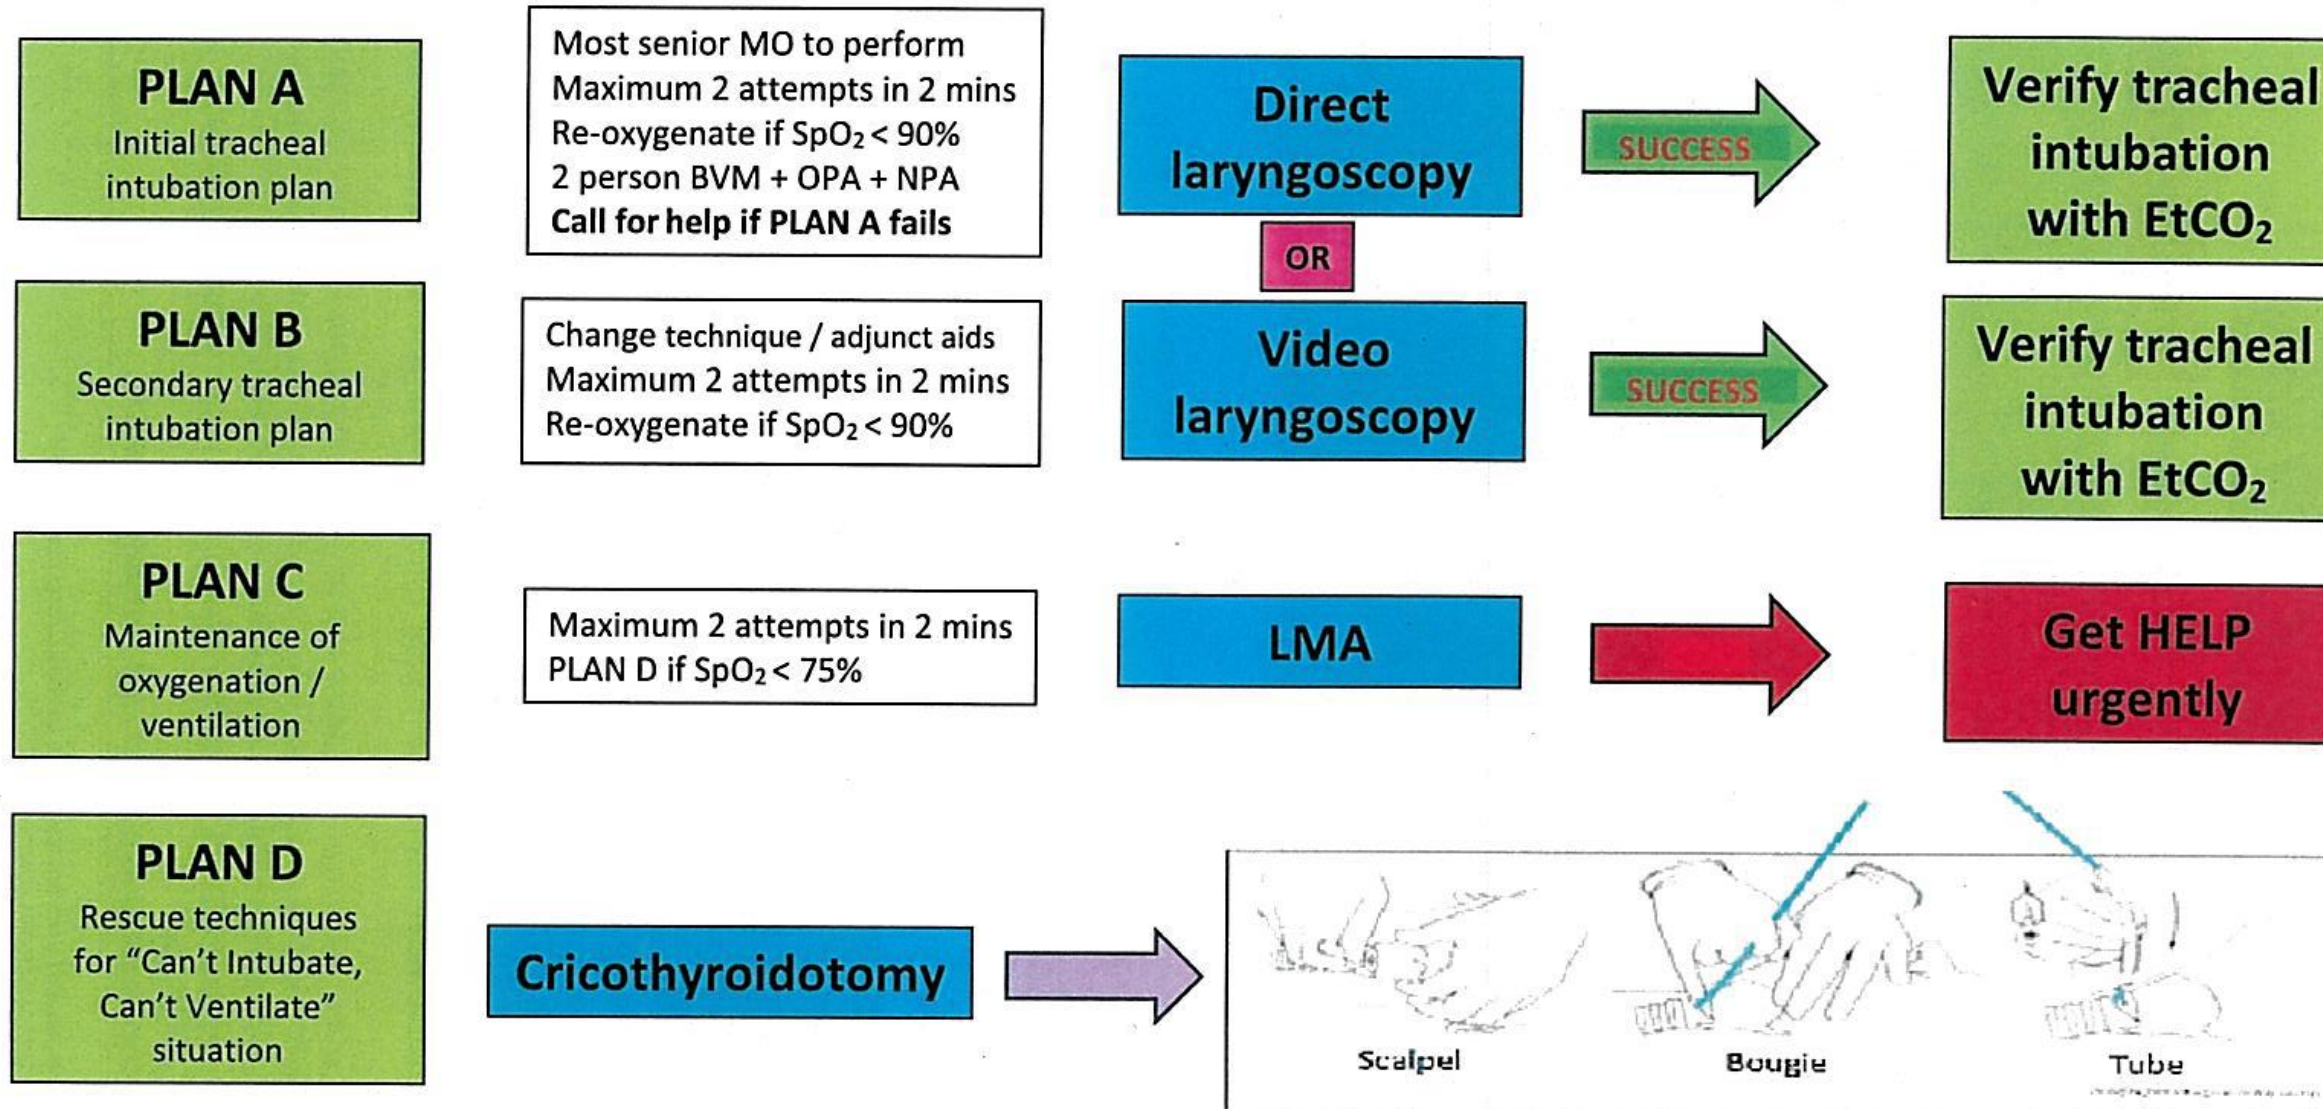 PLAN A
Initial tracheal
intubation plan
Most senior MO to perform
Maximum 2 attempts in 2 mins
Re-oxygenate if SpO₂ < 90%
2 person BVM + OPA + NPA
Call for help if PLAN A fails
Direct
laryngoscopy
SUCCESS
Verify tracheal
intubation
with EtCO₂
OR
PLAN B
Secondary tracheal
intubation plan
Change technique / adjunct aids
Maximum 2 attempts in 2 mins
Re-oxygenate if SpO₂ < 90%
Video
laryngoscopy
SUCCESS
Verify tracheal
intubation
with EtCO₂
PLAN C
Maintenance of
oxygenation /
ventilation
Maximum 2 attempts in 2 mins
PLAN D if SpO₂ < 75%
LMA
Get HELP
urgently
PLAN D
Rescue techniques
for “Can’t Intubate,
Can’t Ventilate”
situation
Cricothyroidotomy
Scalpel
Bougie
Tube